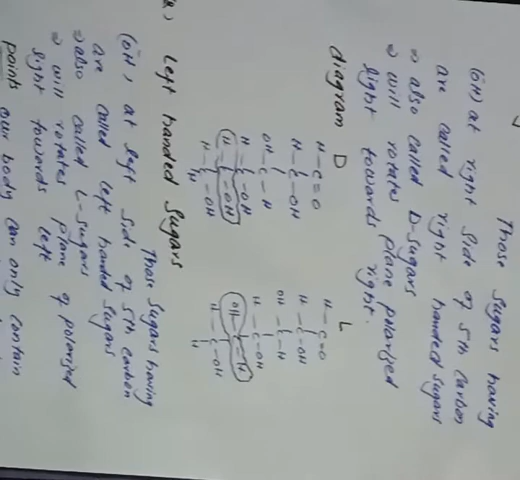 Those sugars having
(OH) at right side of 5th carbon
are called right handed sugars
⇒ also called D-sugars
⇒ will rotates plane polarized
light towards right.
diagram D L
H-C=O H-C=O
H-C-OH H-C-OH
OH-C-H OH-C-H
H-C-OH H-C-OH
H-C-OH OH-C-H
H-C-OH H-C-OH
H H
Left handed sugars
Those sugars having
(OH) at left side of 5th carbon
are called left handed sugars
⇒ also called L-sugars
⇒ will rotates plane of polarized
light towards left
points our body can only contain